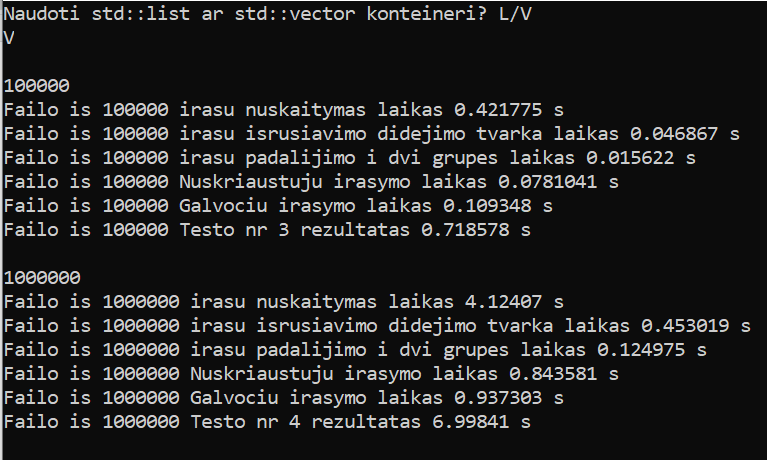 Naudoti std::list ar std::vector konteineri? L/V
V
100000
Failo is 100000 irasu nuskaitymas laikas 0.421775 s
Failo is 100000 irasu isrusiavimo didejimo tvarka laikas 0.046867 s
Failo is 100000 irasu padalijimo i dvi grupes laikas 0.015622 s
Failo is 100000 Nuskriaustuju irasymo laikas 0.0781041 s
Failo is 100000 Galvociu irasymo laikas 0.109348 s
Failo is 100000 Testo nr 3 rezultatas 0.718578 s
1000000
Failo is 1000000 irasu nuskaitymas laikas 4.12407 s
Failo is 1000000 irasu isrusiavimo didejimo tvarka laikas 0.453019 s
Failo is 1000000 irasu padalijimo i dvi grupes laikas 0.124975 s
Failo is 1000000 Nuskriaustuju irasymo laikas 0.843581 s
Failo is 1000000 Galvociu irasymo laikas 0.937303 s
Failo is 1000000 Testo nr 4 rezultatas 6.99841 s